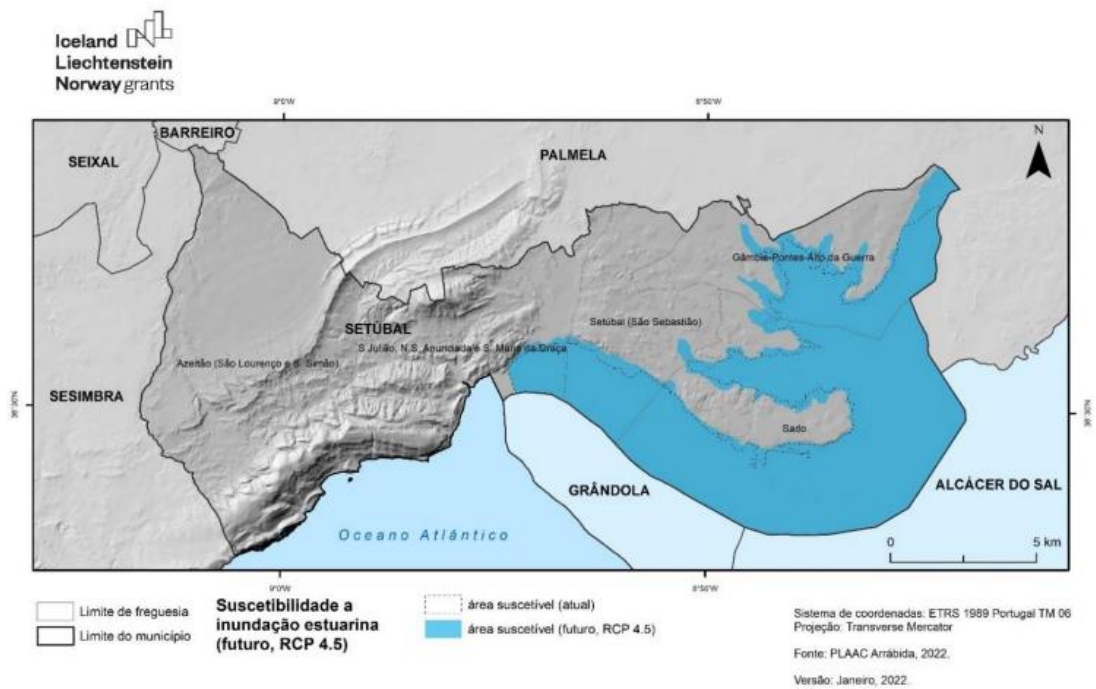 Iceland
Liechtenstein
Norway grants
9°0'W
8°50'W
BARREIRO
SEIXAL
PALMELA
N
Gâmbia-Pontes-Alto da Guerra
SETÚBAL
Setúbal (São Sebastião)
S.Julião, N.S. Anunciada e S. Maria da Graça
Azeitão (São Lourenço e S. Simão)
SESIMBRA
38°30'N
38°30'N
Sado
GRÂNDOLA
ALCÁCER DO SAL
Oceano Atlântico
0 5 km
9°0'W
8°50'W
Limite de freguesia
Limite do município
Suscetibilidade a
inundação estuarina
(futuro, RCP 4.5)
área suscetível (atual)
área suscetível (futuro, RCP 4.5)
Sistema de coordenadas: ETRS 1989 Portugal TM 06
Projeção: Transverse Mercator
Fonte: PLAAC Arrábida, 2022.
Versão: Janeiro, 2022.